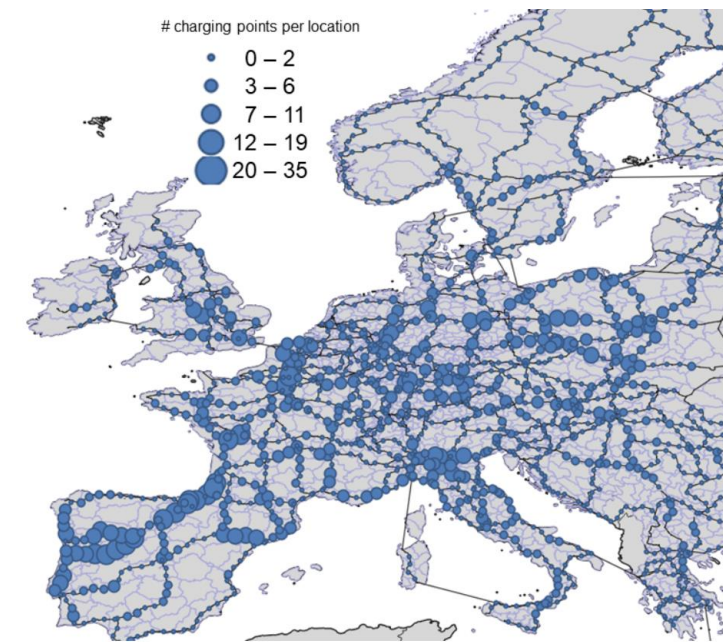 # charging points per location
0 – 2
3 – 6
7 – 11
12 – 19
20 – 35